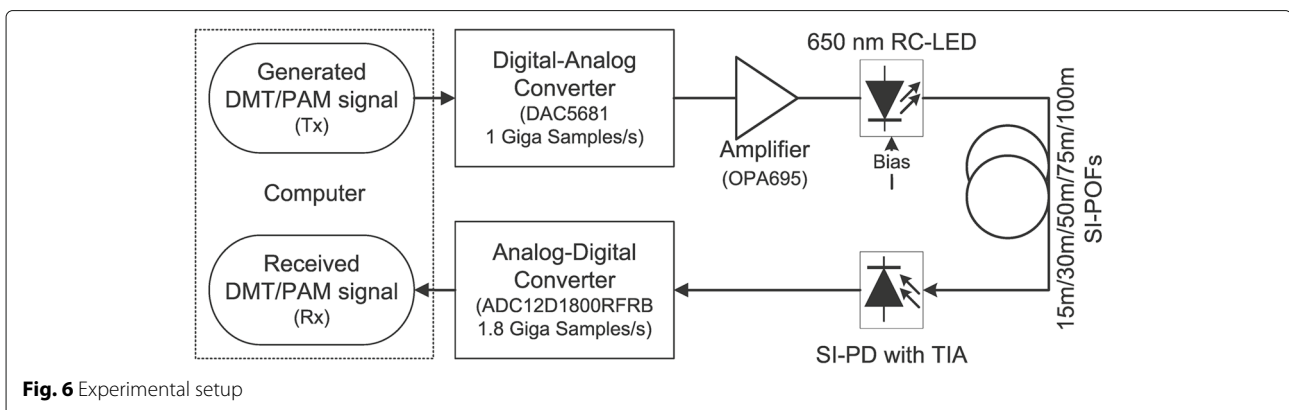 Generated
DMT/PAM signal
(Tx)
Computer
Received
DMT/PAM signal
(Rx)
Digital-Analog
Converter
(DAC5681
1 Giga Samples/s)
Analog-Digital
Converter
(ADC12D1800RFRB
1.8 Giga Samples/s)
Amplifier
(OPA695)
650 nm RC-LED
Bias
SI-PD with TIA
15m/30m/50m/75m/100m
SI-POFs
Fig. 6 Experimental setup